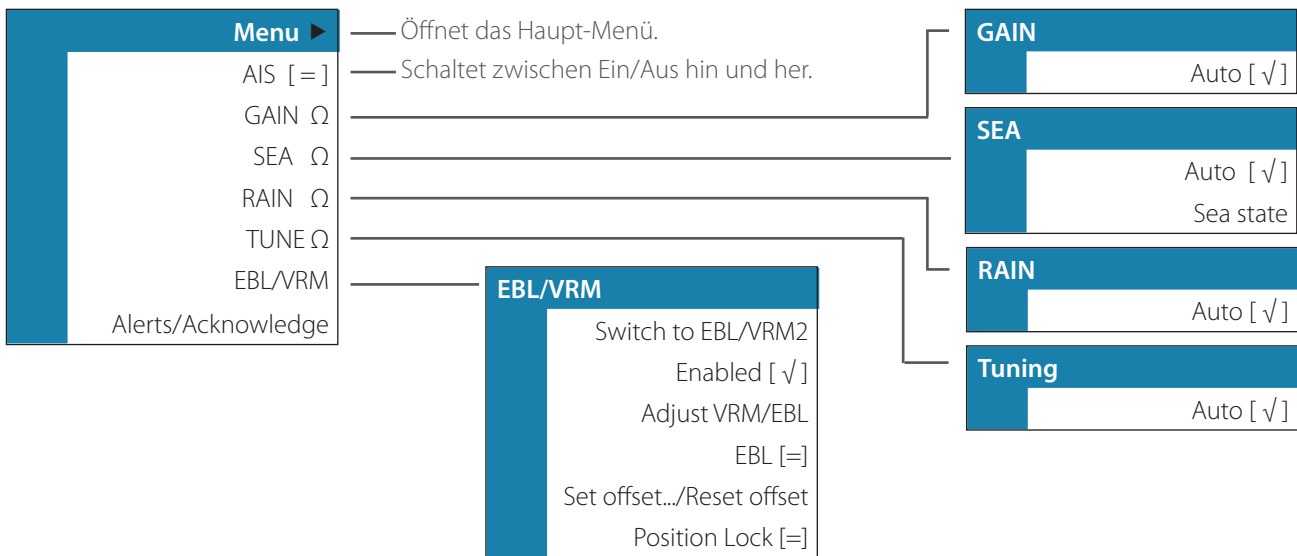 Menu ▶
Öffnet das Haupt-Menü.
AIS [ = ]
Schaltet zwischen Ein/Aus hin und her.
GAIN Ω
SEA Ω
RAIN Ω
TUNE Ω
EBL/VRM
Alerts/Acknowledge
EBL/VRM
Switch to EBL/VRM2
Enabled [ √ ]
Adjust VRM/EBL
EBL [=]
Set offset.../Reset offset
Position Lock [=]
GAIN
Auto [ √ ]
SEA
Auto [ √ ]
Sea state
RAIN
Auto [ √ ]
Tuning
Auto [ √ ]